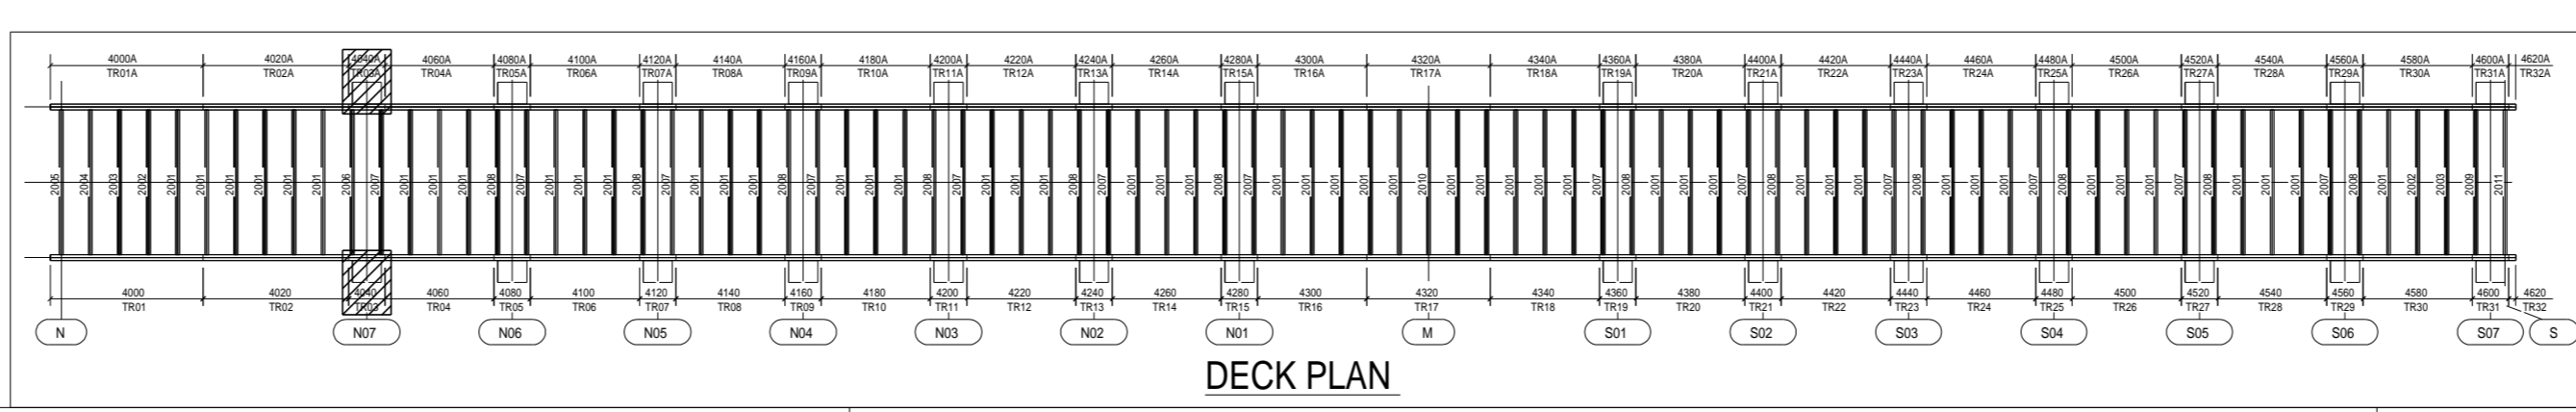 4000A 4020A 4040A 4060A 4080A 4100A 4120A 4140A 4160A 4180A 4200A 4220A 4240A 4260A 4280A 4300A 4320A 4340A 4360A 4380A 4400A 4420A 4440A 4460A 4480A 4500A 4520A 4540A 4560A 4580A 4600A 4620A
TR01A TR02A TR03A TR04A TR05A TR06A TR07A TR08A TR09A TR10A TR11A TR12A TR13A TR14A TR15A TR16A TR17A TR18A TR19A TR20A TR21A TR22A TR23A TR24A TR25A TR26A TR27A TR28A TR29A TR30A TR31A TR32A
2005 2004 2003 2002 2001 2001 2001 2001 2001 2001 2006 2007 2001 2001 2001 2008 2007 2001 2001 2001 2008 2007 2001 2001 2001 2008 2007 2001 2001 2001 2008 2007 2001 2001 2001 2008 2007 2001 2001 2001 2008 2007 2001 2001 2001 2001 2001 2010 2001 2001 2001 2001 2001 2007 2008 2001 2001 2001 2007 2008 2001 2001 2001 2007 2008 2001 2001 2001 2007 2008 2001 2001 2001 2007 2008 2001 2001 2001 2007 2008 2001 2002 2003 2009 2011
4000 4020 4040 4060 4080 4100 4120 4140 4160 4180 4200 4220 4240 4260 4280 4300 4320 4340 4360 4380 4400 4420 4440 4460 4480 4500 4520 4540 4560 4580 4600 4620
TR01 TR02 TR03 TR04 TR05 TR06 TR07 TR08 TR09 TR10 TR11 TR12 TR13 TR14 TR15 TR16 TR17 TR18 TR19 TR20 TR21 TR22 TR23 TR24 TR25 TR26 TR27 TR28 TR29 TR30 TR31 TR32
N N07 N06 N05 N04 N03 N02 N01 M S01 S02 S03 S04 S05 S06 S07 S
DECK PLAN